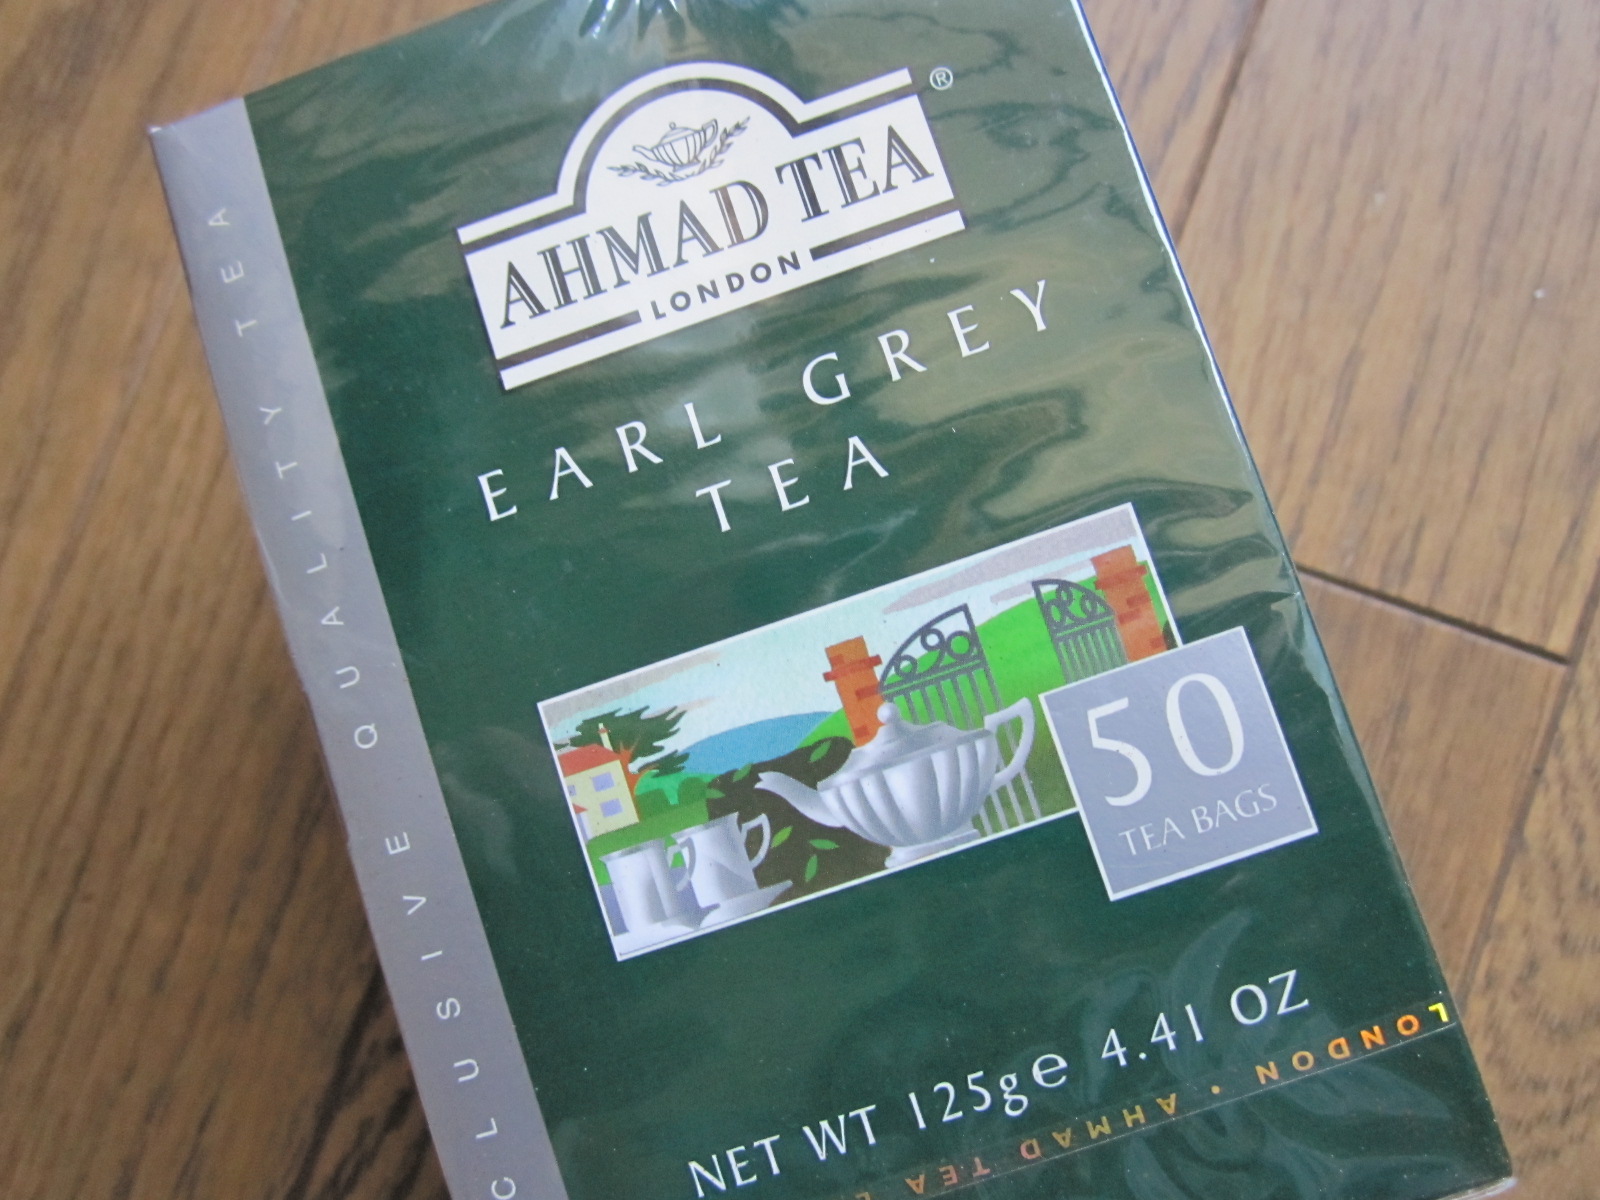 AHMAD TEA ®
LONDON
EARL GREY
TEA
50
TEA BAGS
NET WT 125g e 4.41 OZ
LONDON • AHMAD TEA
CLUSIVE QUALITY TEA